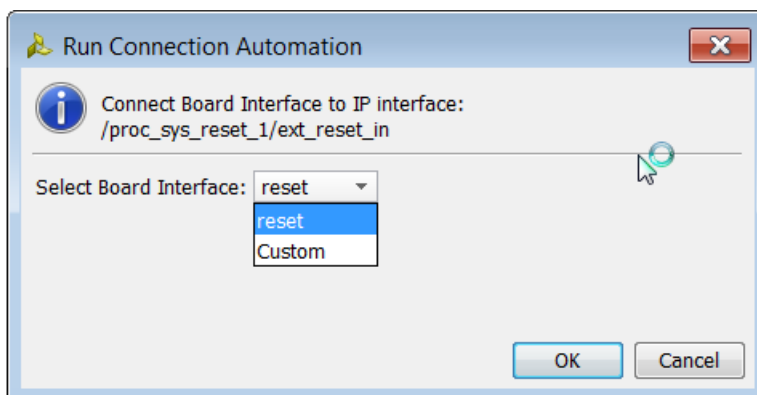 Run Connection Automation
Connect Board Interface to IP interface:
/proc_sys_reset_1/ext_reset_in
Select Board Interface: reset
reset
Custom
OK Cancel